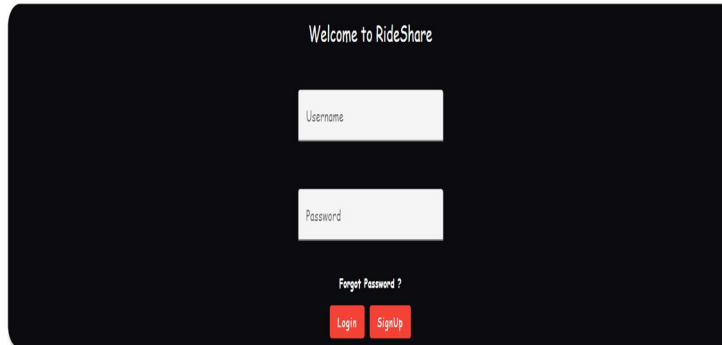 Welcome to RideShare
Username
Password
Forgot Password ?
Login SignUp